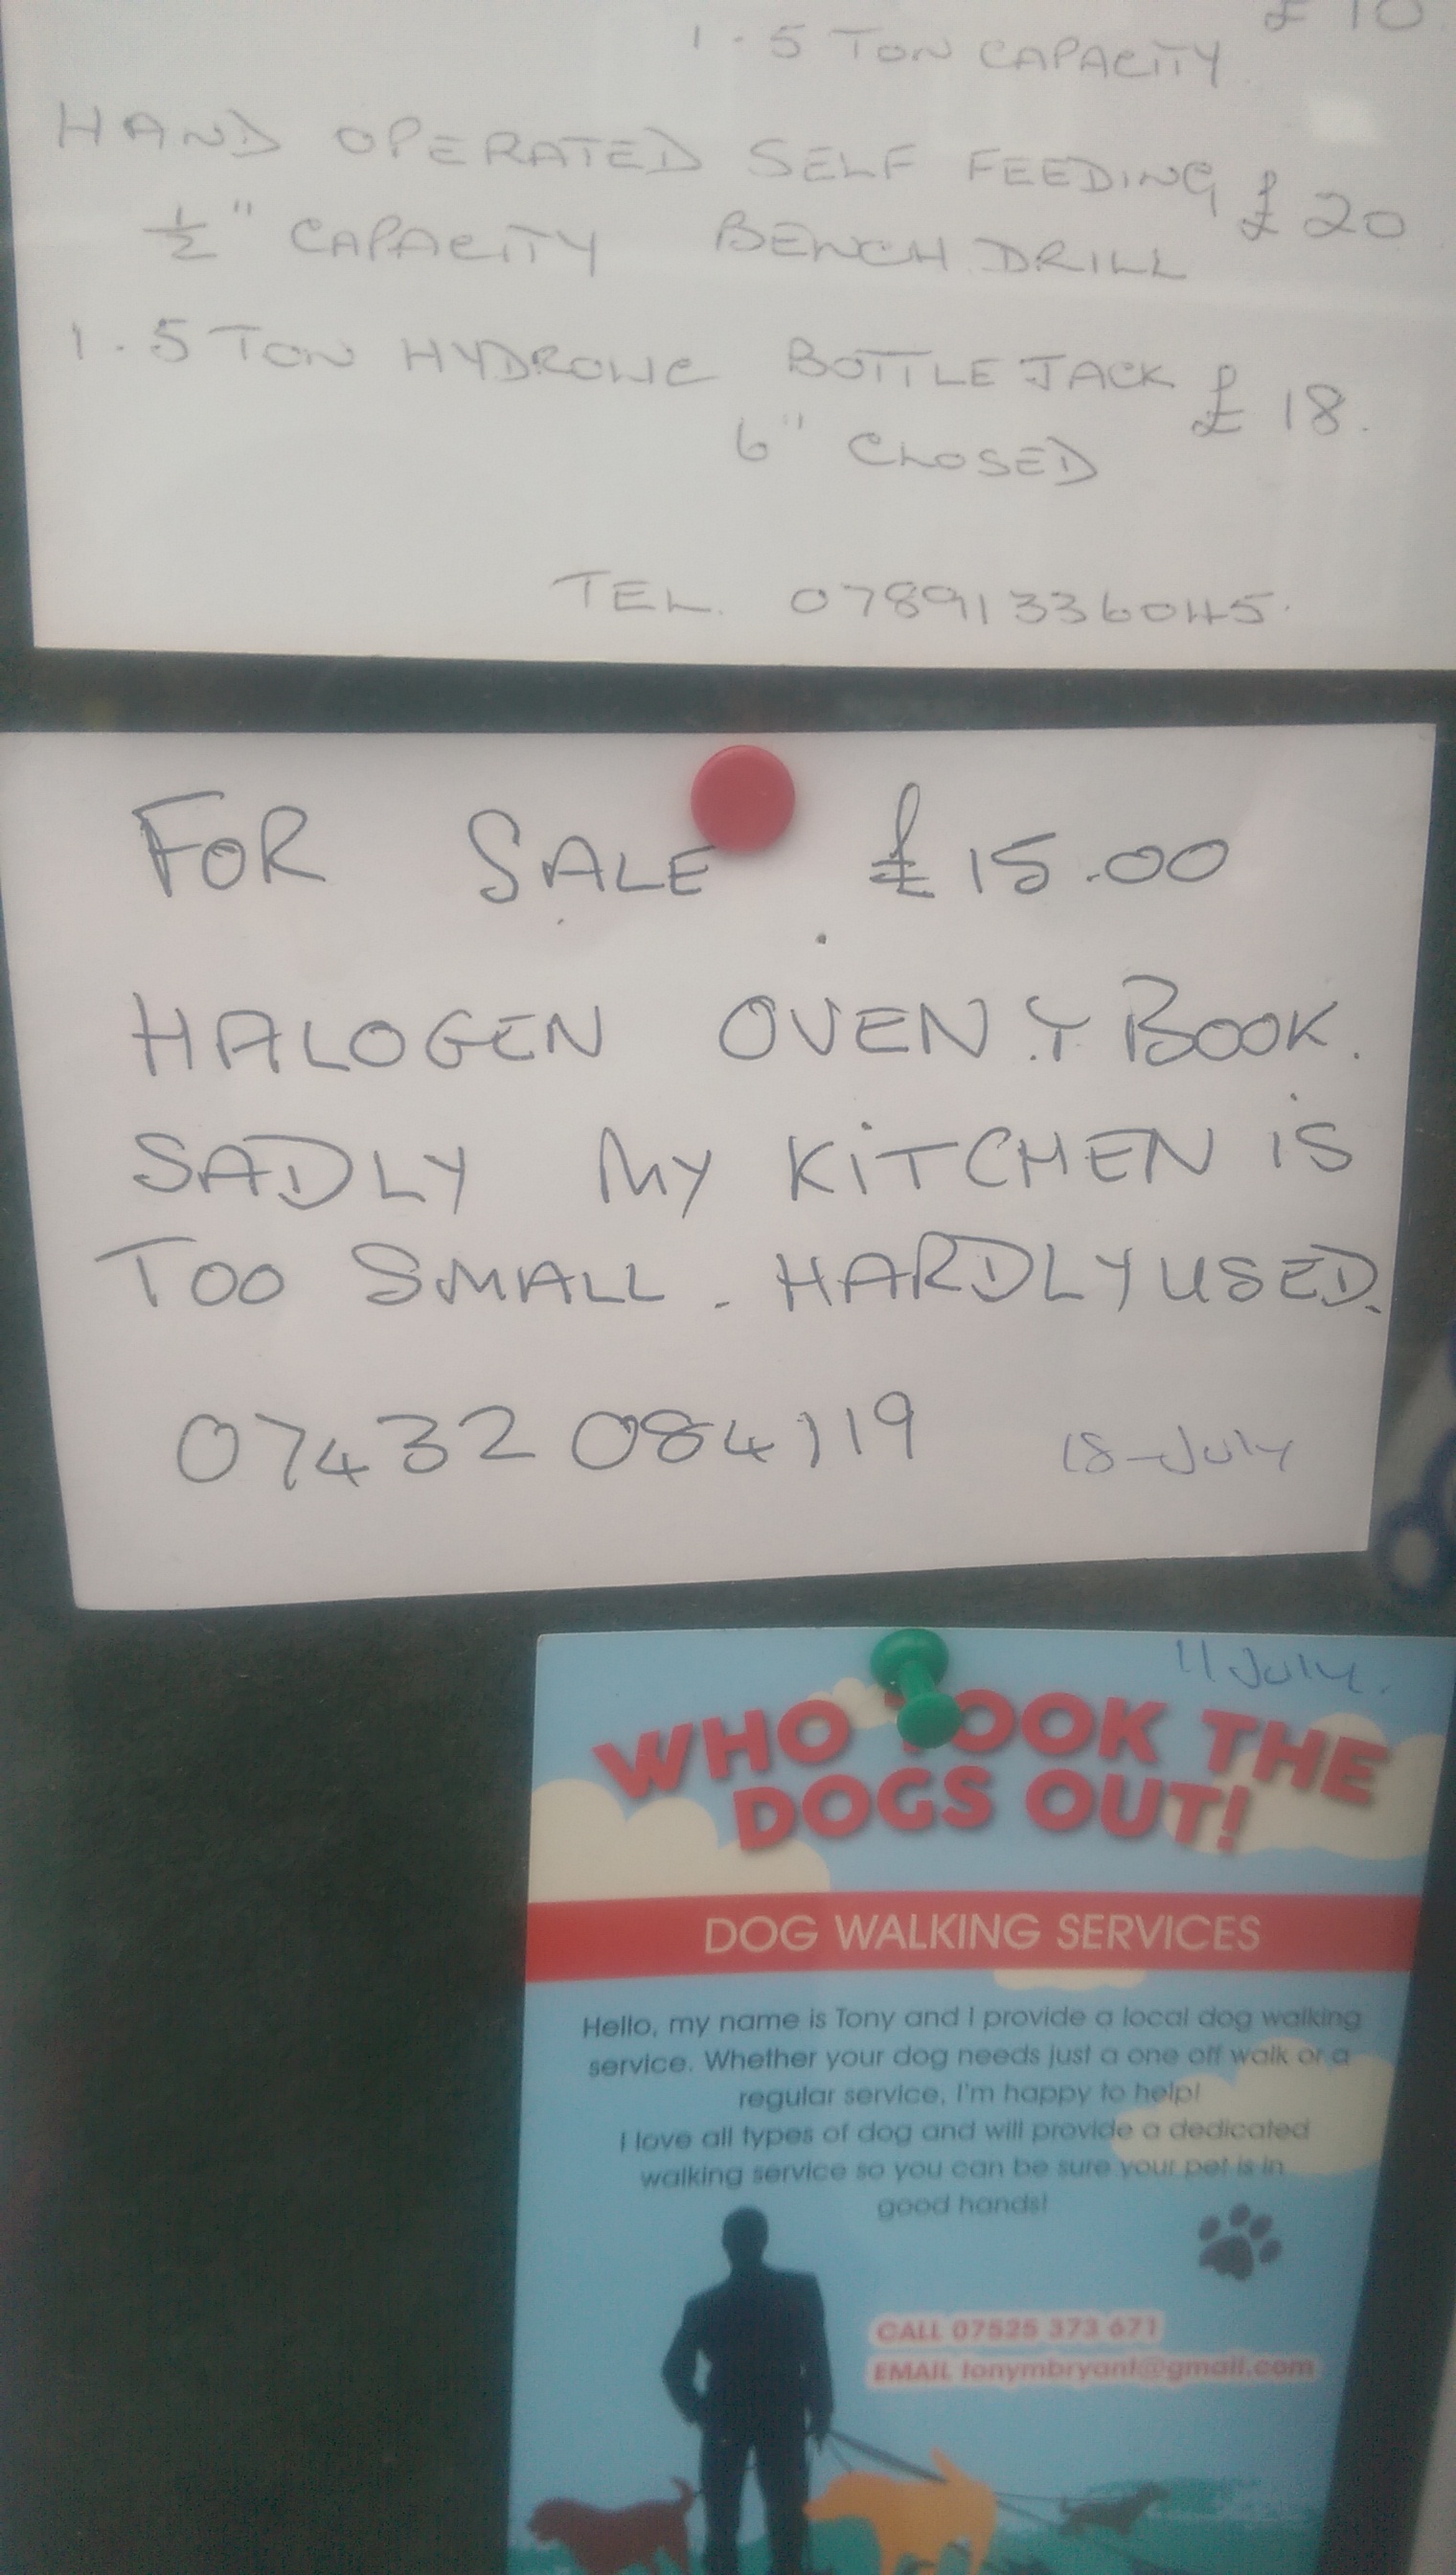 £10
1.5 TON CAPACITY
HAND OPERATED SELF FEEDING £20
1/2" CAPACITY BENCH DRILL
1.5 TON HYDROLIC BOTTLE JACK £18.
6" CLOSED
TEL. 07891336045.
FOR SALE £15.00
HALOGEN OVEN & BOOK.
SADLY MY KITCHEN IS
TOO SMALL. HARDLY USED.
07432 084119 18-July
11 July.
WHO TOOK THE
DOGS OUT!
DOG WALKING SERVICES
Hello, my name is Tony and I provide a local dog walking
service. Whether your dog needs just a one off walk or a
regular service, I'm happy to help!
I love all types of dog and will provide a dedicated
walking service so you can be sure your pet is in
good hands!
CALL 07525 373 671
EMAIL tonymbryant@gmail.com